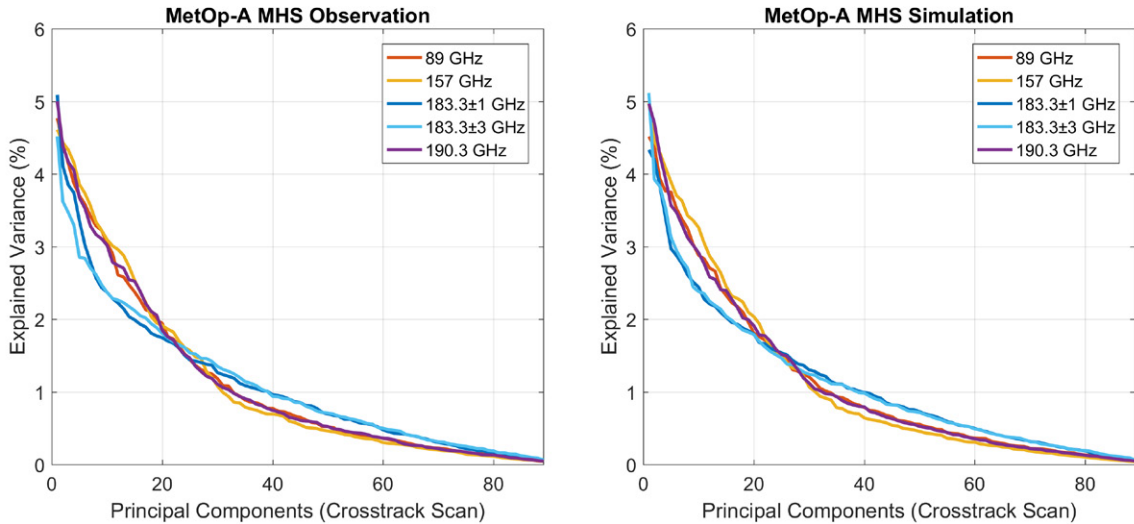 MetOp-A MHS Observation
6
5
4
3
2
1
0
0
20
40
60
80
Explained Variance (%)
Principal Components (Crosstrack Scan)
89 GHz
157 GHz
183.3±1 GHz
183.3±3 GHz
190.3 GHz
MetOp-A MHS Simulation
6
5
4
3
2
1
0
0
20
40
60
80
Explained Variance (%)
Principal Components (Crosstrack Scan)
89 GHz
157 GHz
183.3±1 GHz
183.3±3 GHz
190.3 GHz